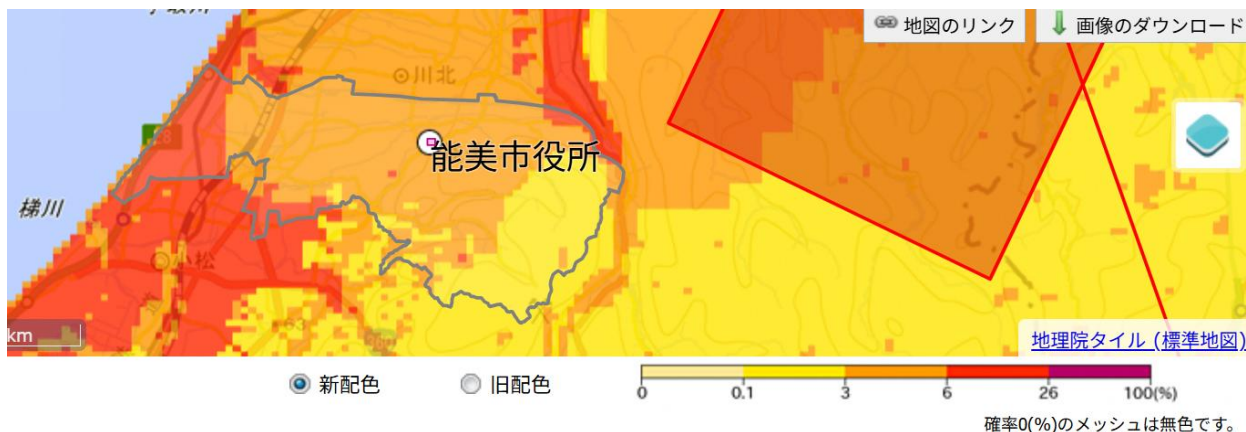 手取川
地図のリンク
画像のダウンロード
川北
能美市役所
梯川
小松
km
地理院タイル (標準地図)
新配色
旧配色
0
0.1
3
6
26
100(%)
確率0(%)のメッシュは無色です。